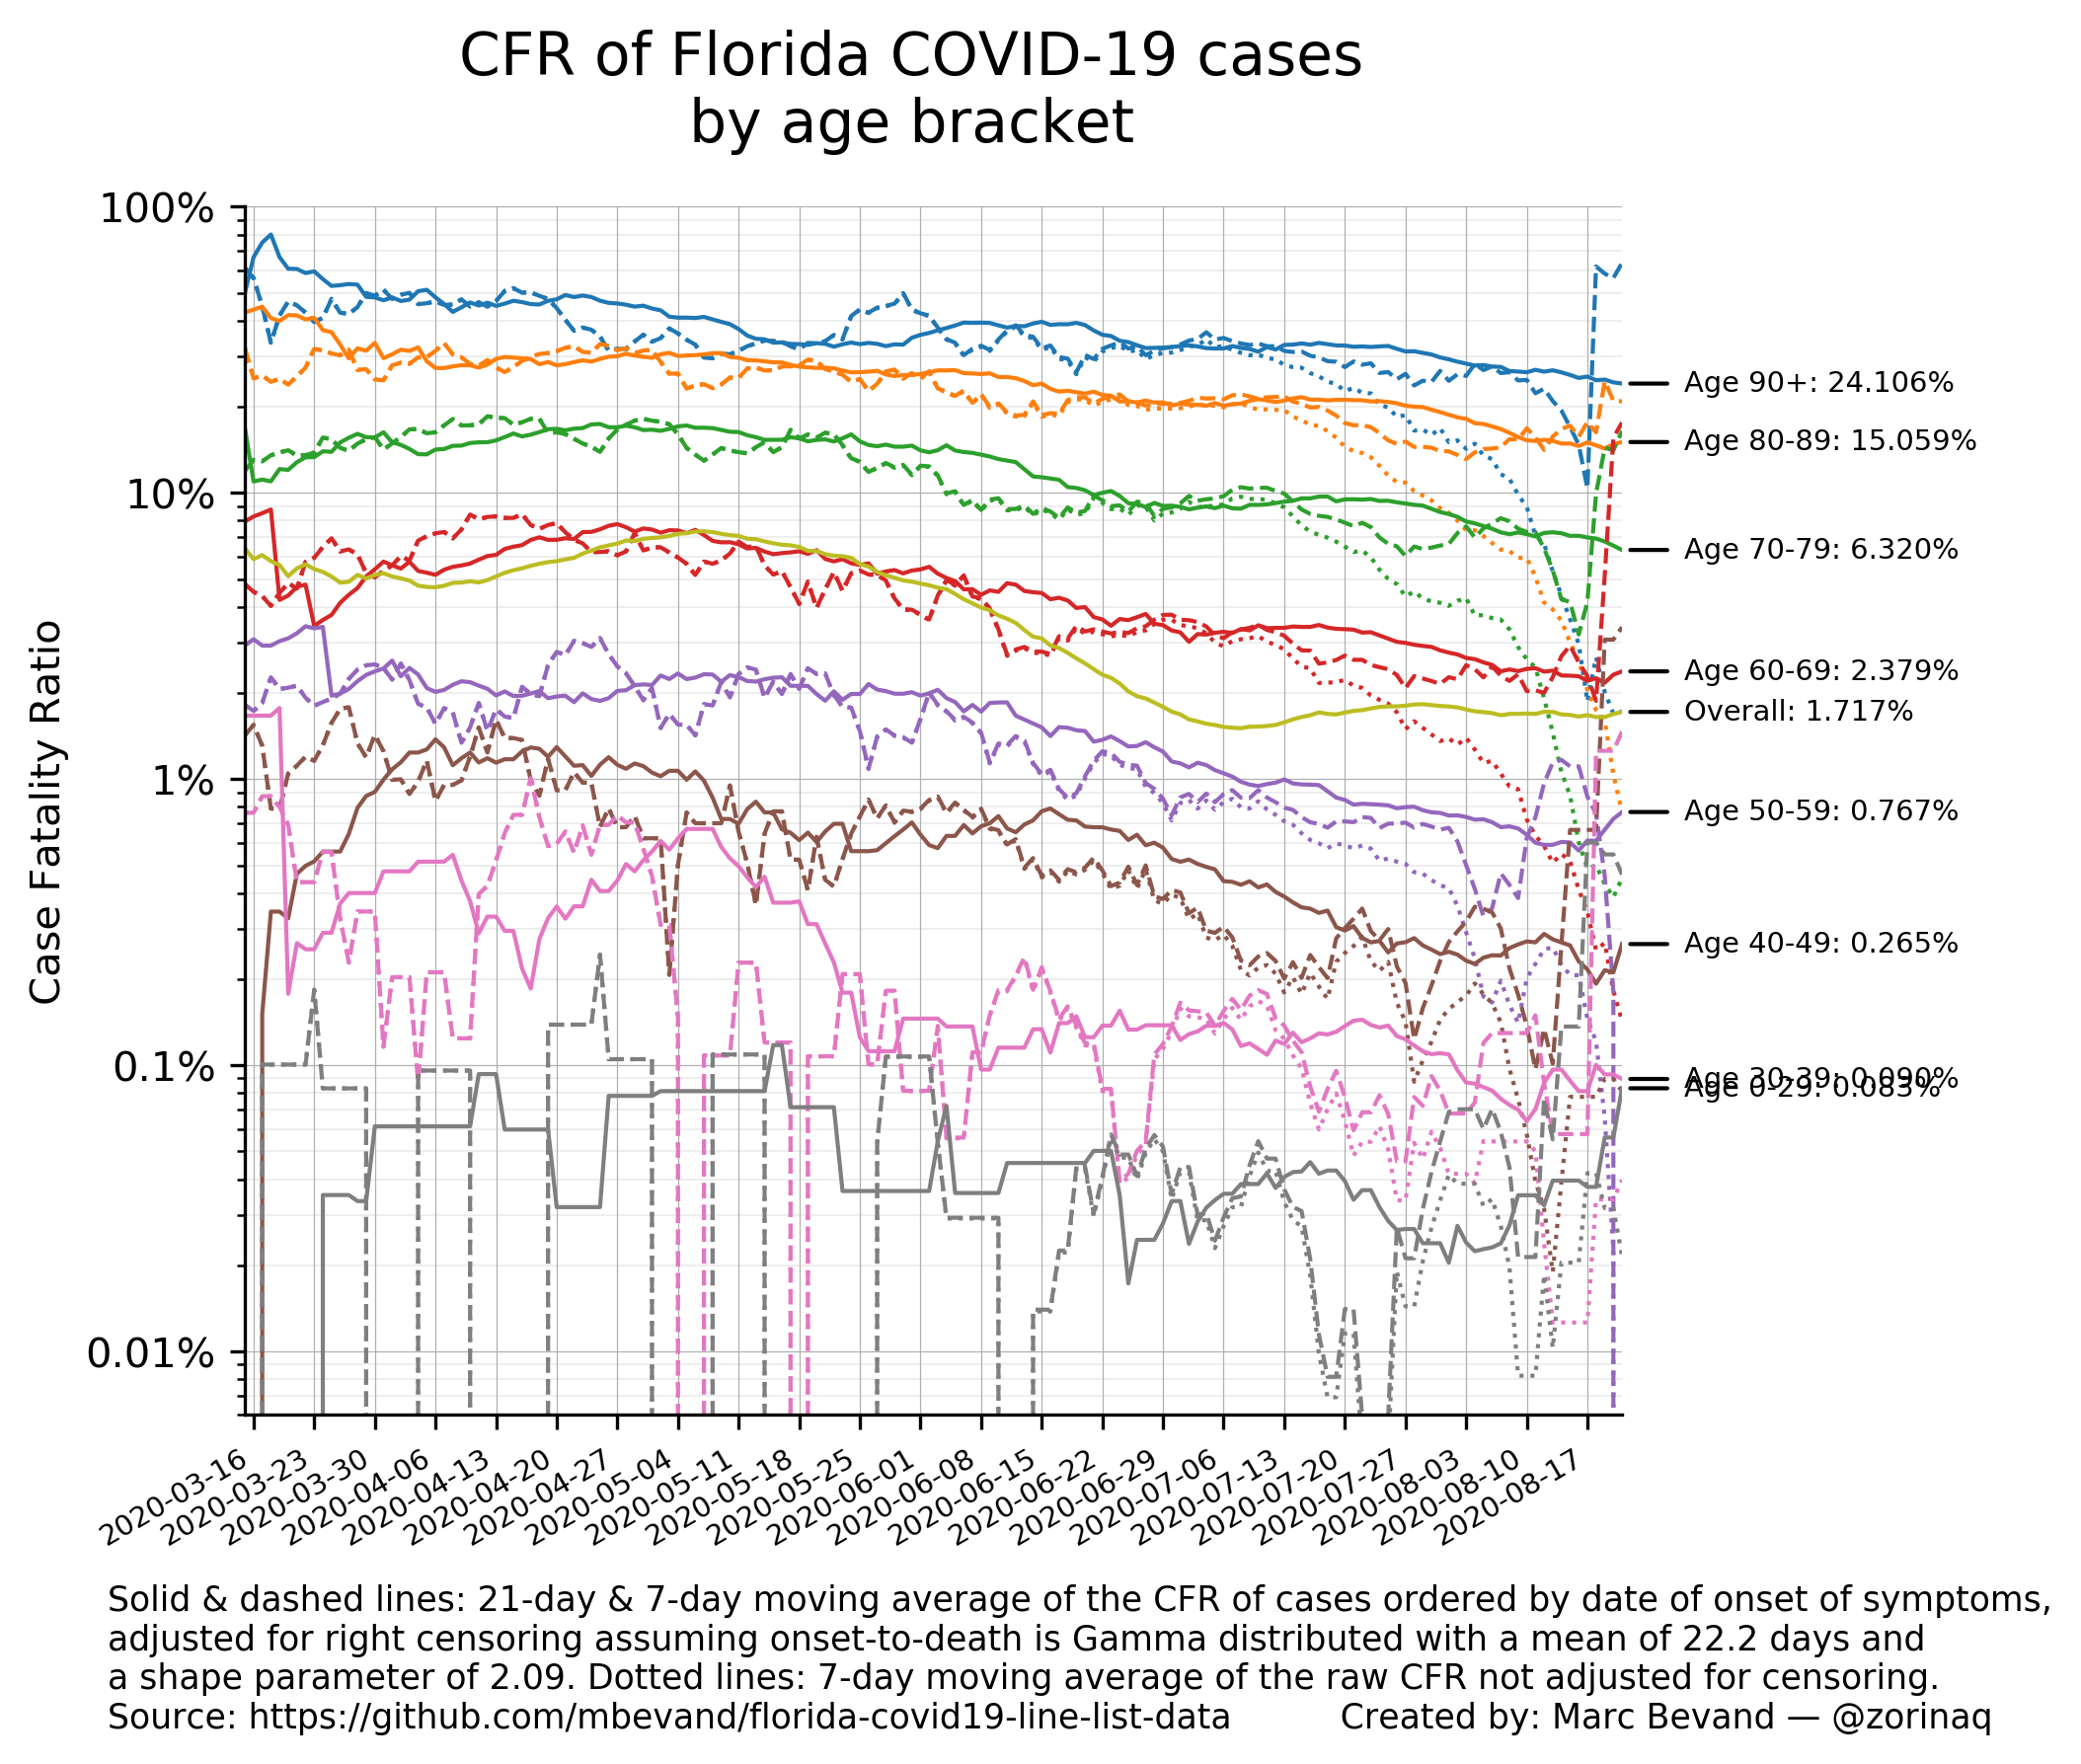 CFR of Florida COVID-19 cases
by age bracket
Case Fatality Ratio
100%
10%
1%
0.1%
0.01%
Age 90+: 24.106%
Age 80-89: 15.059%
Age 70-79: 6.320%
Age 60-69: 2.379%
Overall: 1.717%
Age 50-59: 0.767%
Age 40-49: 0.265%
Age 30-39: 0.090%
Age 0-29: 0.083%
2020-03-16
2020-03-23
2020-03-30
2020-04-06
2020-04-13
2020-04-20
2020-04-27
2020-05-04
2020-05-11
2020-05-18
2020-05-25
2020-06-01
2020-06-08
2020-06-15
2020-06-22
2020-06-29
2020-07-06
2020-07-13
2020-07-20
2020-07-27
2020-08-03
2020-08-10
2020-08-17
Solid & dashed lines: 21-day & 7-day moving average of the CFR of cases ordered by date of onset of symptoms,
adjusted for right censoring assuming onset-to-death is Gamma distributed with a mean of 22.2 days and
a shape parameter of 2.09. Dotted lines: 7-day moving average of the raw CFR not adjusted for censoring.
Source: https://github.com/mbevand/florida-covid19-line-list-data Created by: Marc Bevand — @zorinaq